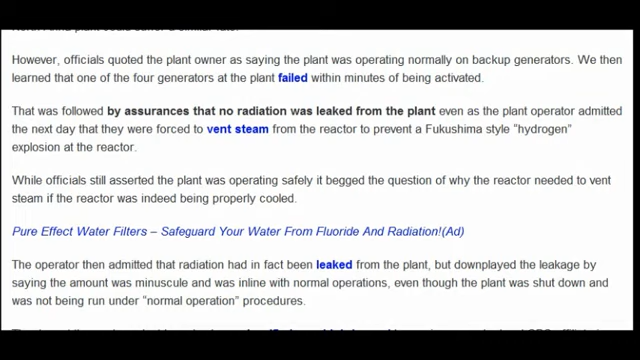 However, officials quoted the plant owner as saying the plant was operating normally on backup generators. We then
learned that one of the four generators at the plant failed within minutes of being activated.
That was followed by assurances that no radiation was leaked from the plant even as the plant operator admitted
the next day that they were forced to vent steam from the reactor to prevent a Fukushima style “hydrogen”
explosion at the reactor.
While officials still asserted the plant was operating safely it begged the question of why the reactor needed to vent
steam if the reactor was indeed being properly cooled.
Pure Effect Water Filters – Safeguard Your Water From Fluoride And Radiation!(Ad)
The operator then admitted that radiation had in fact been leaked from the plant, but downplayed the leakage by
saying the amount was minuscule and was inline with normal operations, even though the plant was shut down and
was not being run under “normal operation” procedures.